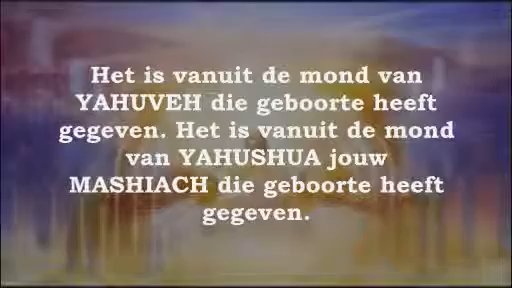 Het is vanuit de mond van
YAHUVEH die geboorte heeft
gegeven. Het is vanuit de mond
van YAHUSHUA jouw
MASHIACH die geboorte heeft
gegeven.